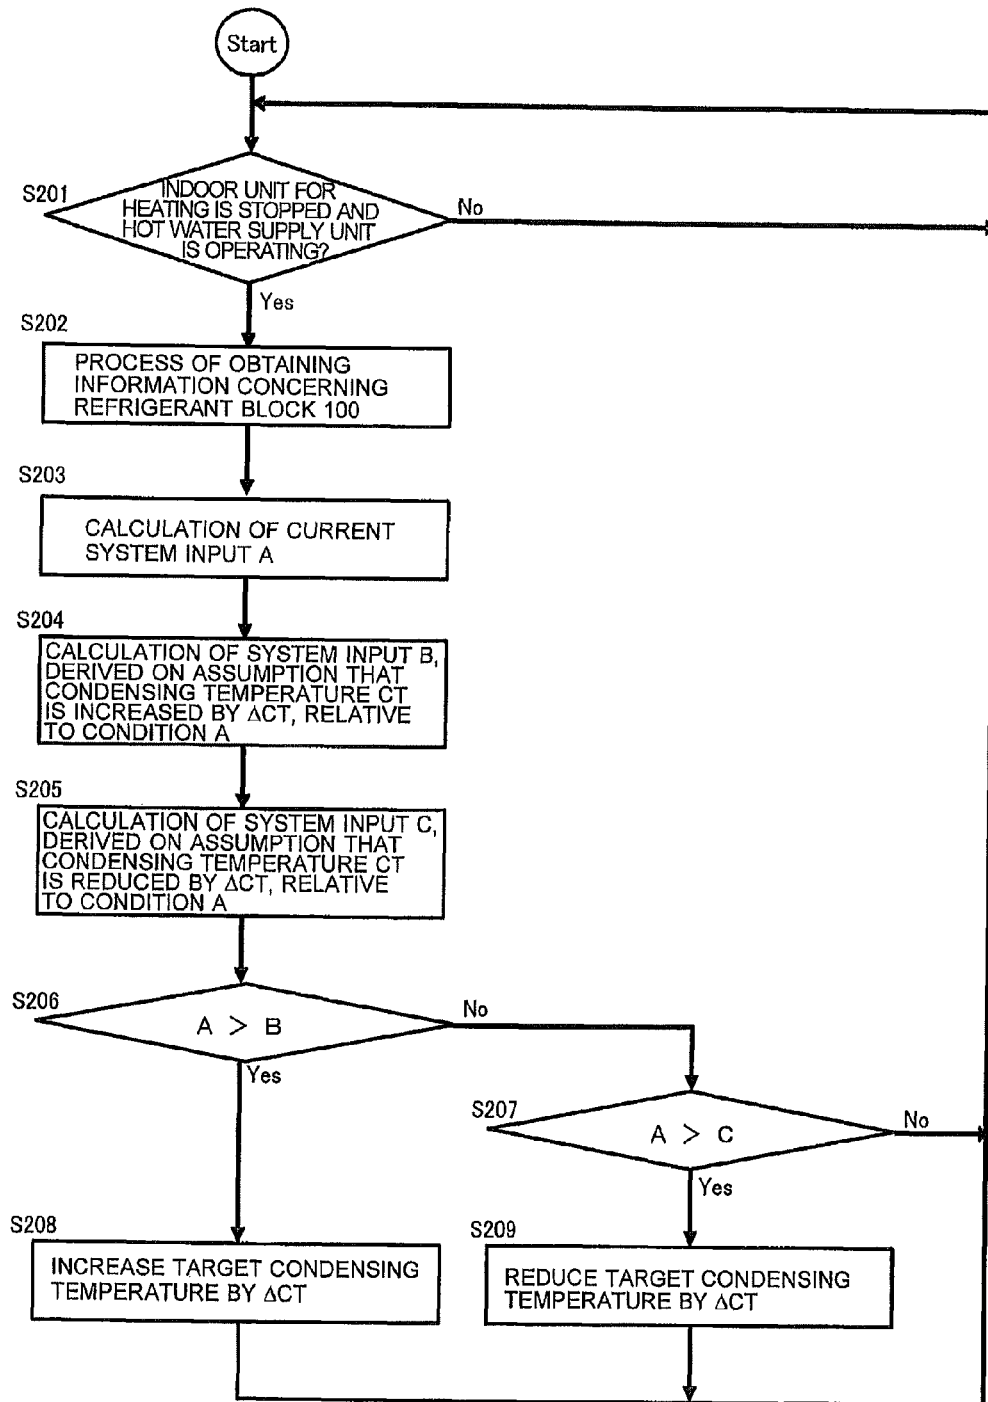 Start
S201
INDOOR UNIT FOR
HEATING IS STOPPED AND
HOT WATER SUPPLY UNIT
IS OPERATING?
No
Yes
S202
PROCESS OF OBTAINING
INFORMATION CONCERNING
REFRIGERANT BLOCK 100
S203
CALCULATION OF CURRENT
SYSTEM INPUT A
S204
CALCULATION OF SYSTEM INPUT B,
DERIVED ON ASSUMPTION THAT
CONDENSING TEMPERATURE CT
IS INCREASED BY ΔCT, RELATIVE
TO CONDITION A
S205
CALCULATION OF SYSTEM INPUT C,
DERIVED ON ASSUMPTION THAT
CONDENSING TEMPERATURE CT
IS REDUCED BY ΔCT, RELATIVE
TO CONDITION A
S206
A > B
No
Yes
S207
A > C
No
Yes
S208
INCREASE TARGET CONDENSING
TEMPERATURE BY ΔCT
S209
REDUCE TARGET CONDENSING
TEMPERATURE BY ΔCT